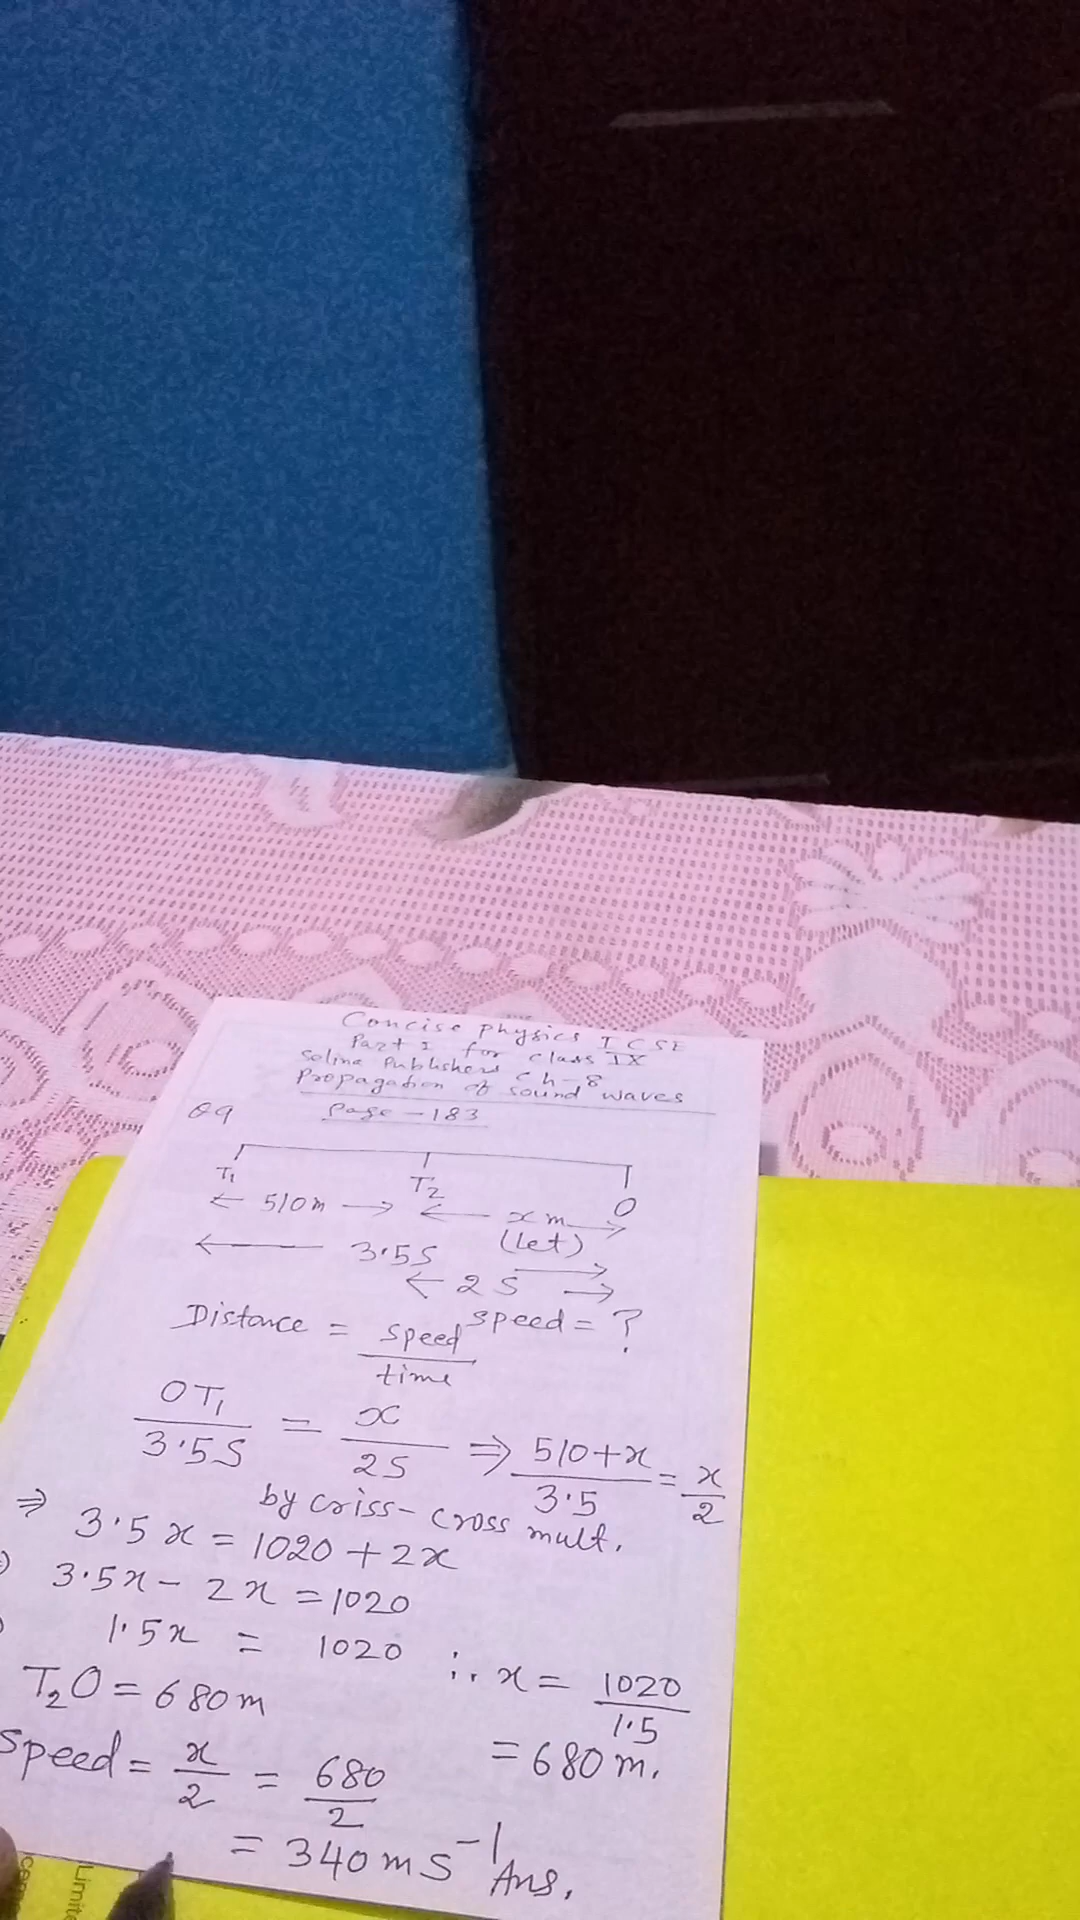 Concise physics ICSE
Part I for class IX
Selina Publishers Ch-8
Propagation of sound waves
Page - 183
Q9
T₁ T₂ O
← 510m → ← x m →
(let)
← 3.5S →
← 2S →
speed = ?
Distance = speed / time
OT₁ / 3.5S = x / 2S ⇒ 510+x / 3.5 = x / 2
by criss-cross mult.
⇒ 3.5x = 1020 + 2x
3.5x - 2x = 1020
1.5x = 1020 ∴ x = 1020 / 1.5
T₂O = 680m = 680 m.
Speed = x / 2 = 680 / 2
= 340 m s⁻¹ Ans.
Limite